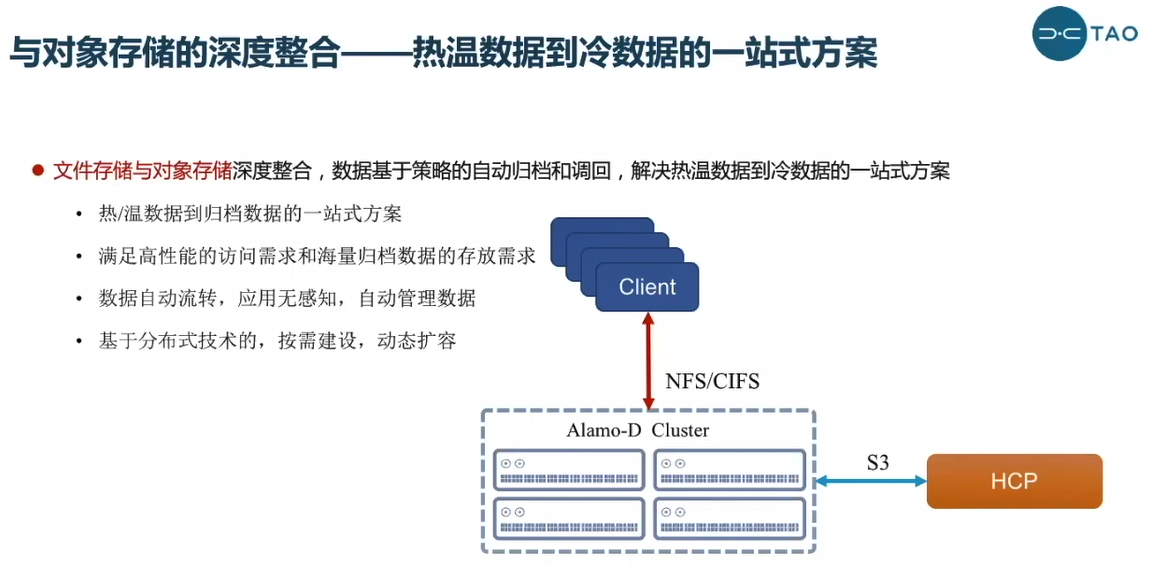 与对象存储的深度整合——热温数据到冷数据的一站式方案
TAO
文件存储与对象存储深度整合，数据基于策略的自动归档和调回，解决热温数据到冷数据的一站式方案
• 热/温数据到归档数据的一站式方案
• 满足高性能的访问需求和海量归档数据的存放需求
• 数据自动流转，应用无感知，自动管理数据
• 基于分布式技术的，按需建设，动态扩容
Client
NFS/CIFS
Alamo-D Cluster
S3
HCP